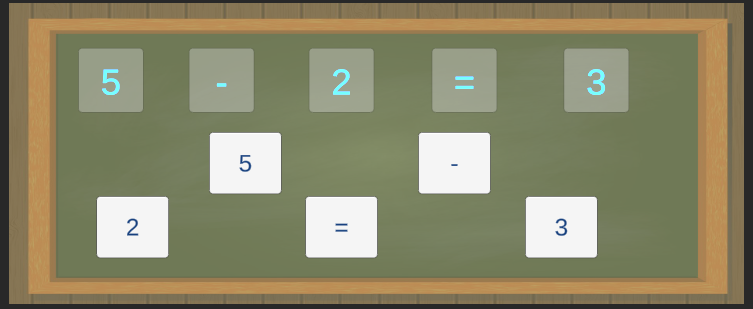 5 - 2 = 3
5 -
2 = 3